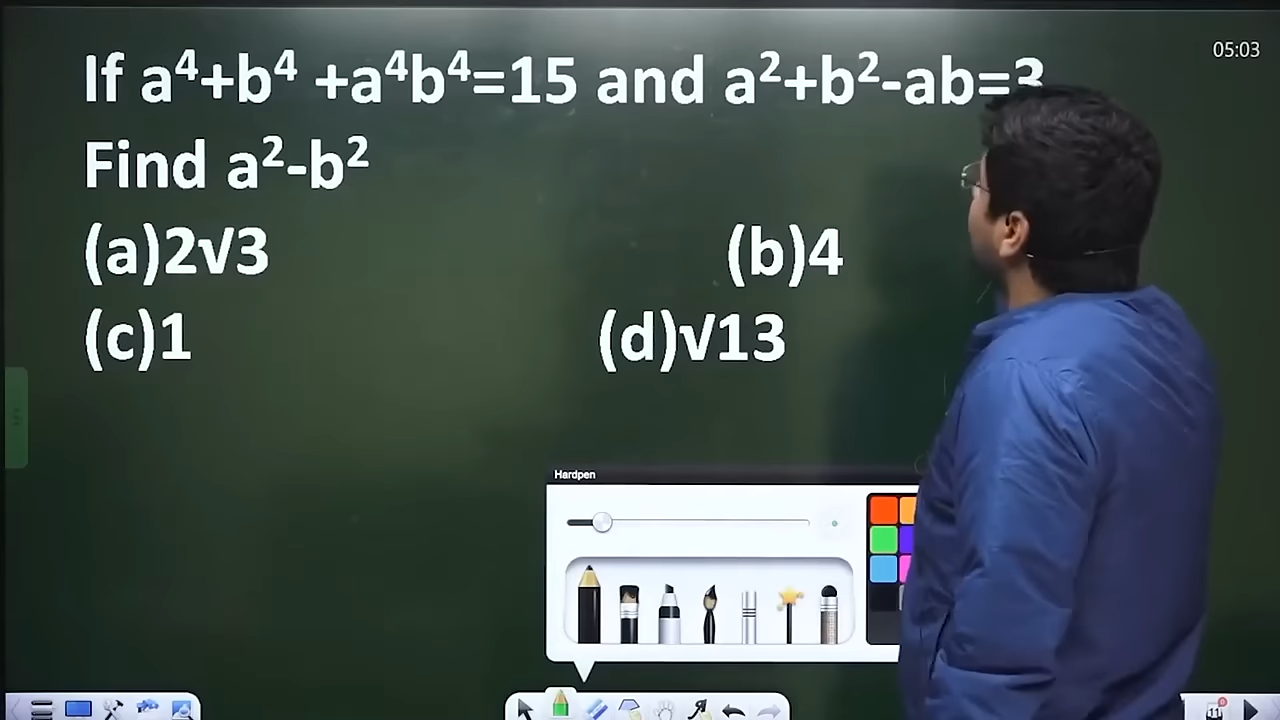 If a⁴+b⁴ +a⁴b⁴=15 and a²+b²-ab=3
05:03
Find a²-b²
(a)2√3 (b)4
(c)1 (d)√13
Hardpen
11